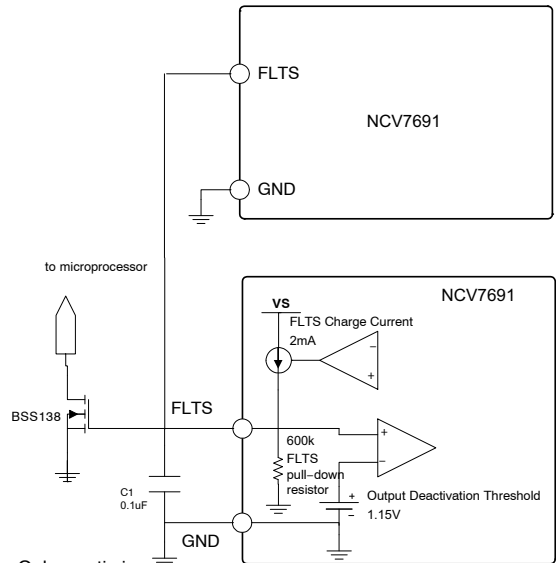 FLTS
NCV7691
GND
to microprocessor
NCV7691
VS
FLTS Charge Current
2mA
−
+
BSS138
FLTS
+
−
600k
FLTS
pull−down
resistor
C1
0.1uF
+
−
Output Deactivation Threshold
1.15V
GND